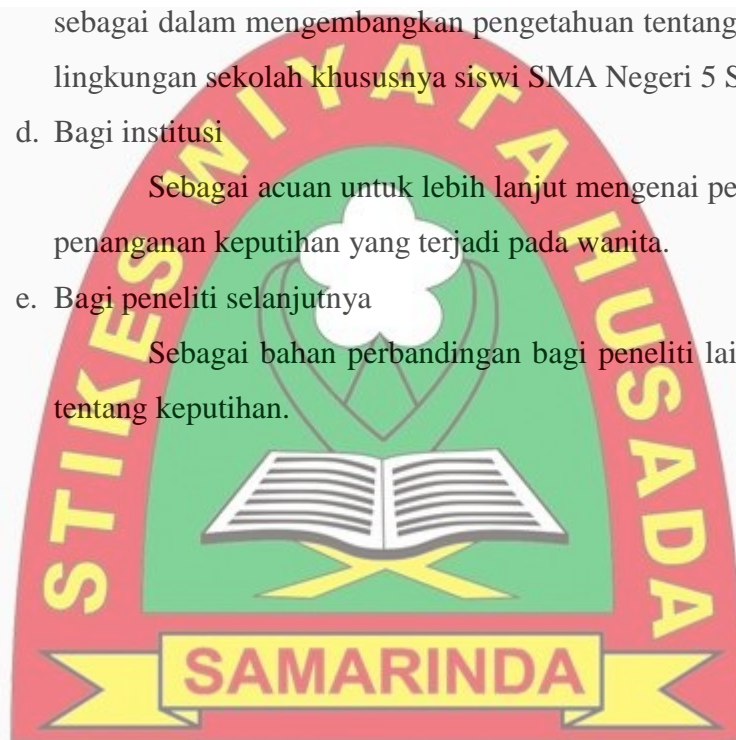 sebagai dalam mengembangkan pengetahuan tentang
lingkungan sekolah khususnya siswi SMA Negeri 5 S
d. Bagi institusi
Sebagai acuan untuk lebih lanjut mengenai pe
penanganan keputihan yang terjadi pada wanita.
e. Bagi peneliti selanjutnya
Sebagai bahan perbandingan bagi peneliti lai
tentang keputihan.
STIKES WIYATA HUSADA
SAMARINDA